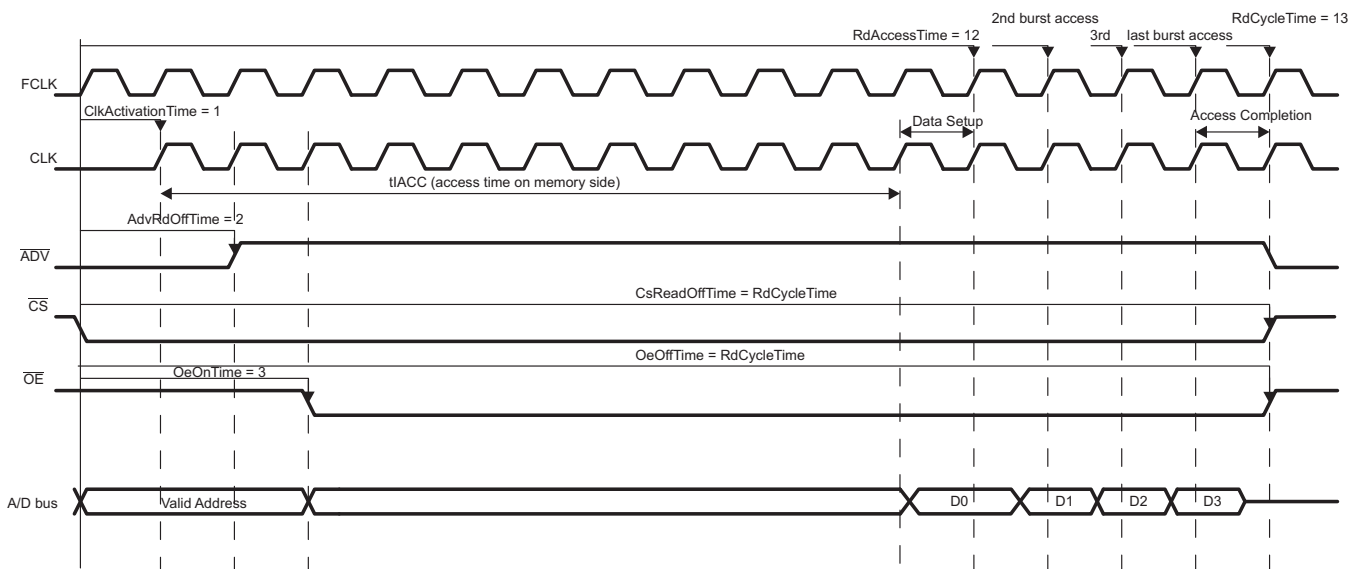 2nd burst access
RdCycleTime = 13
RdAccessTime = 12
3rd
last burst access
FCLK
ClkActivationTime = 1
Data Setup
Access Completion
CLK
tIACC (access time on memory side)
AdvRdOffTime = 2
ADV
CsReadOffTime = RdCycleTime
CS
OeOffTime = RdCycleTime
OeOnTime = 3
OE
A/D bus
Valid Address
D0
D1
D2
D3